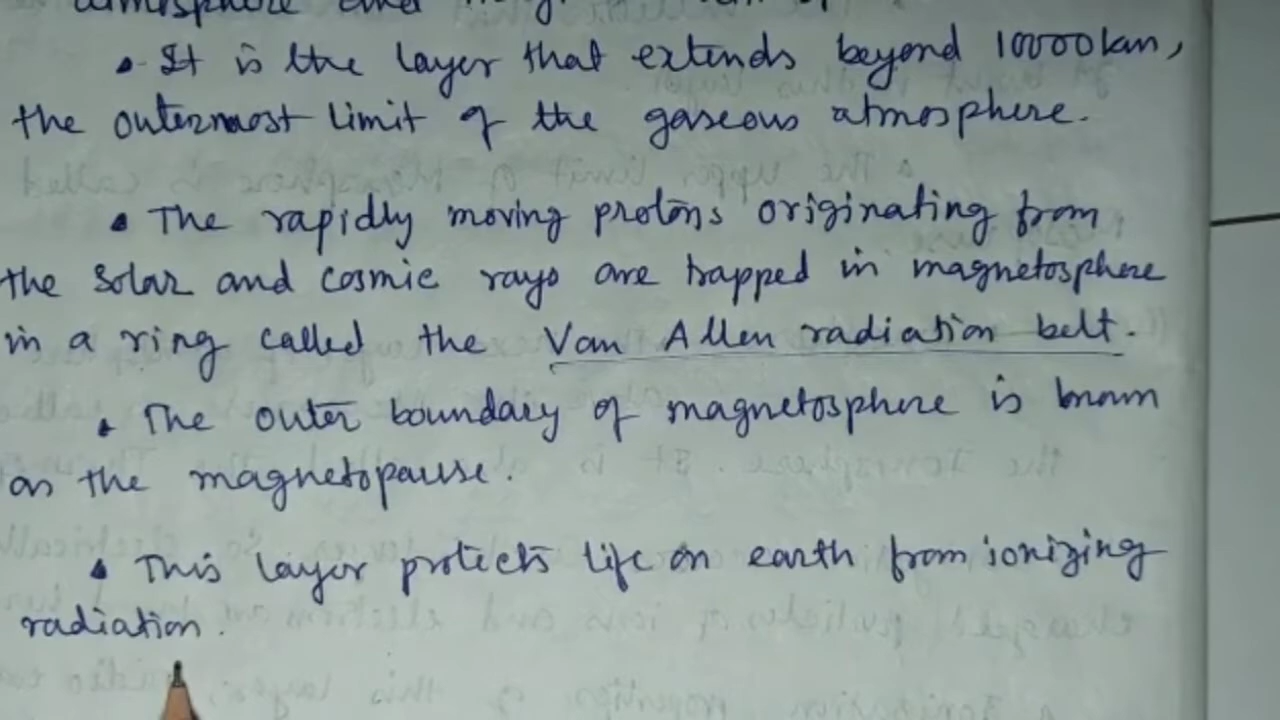 atmosphere and
• It is the layer that extends beyond 10000 km,
the outermost limit of the gaseous atmosphere.
• The rapidly moving protons originating from
the solar and cosmic rays are trapped in magnetosphere
in a ring called the Van Allen radiation belt.
• The outer boundary of magnetosphere is known
as the magnetopause.
• This layer protects life on earth from ionizing
radiation.